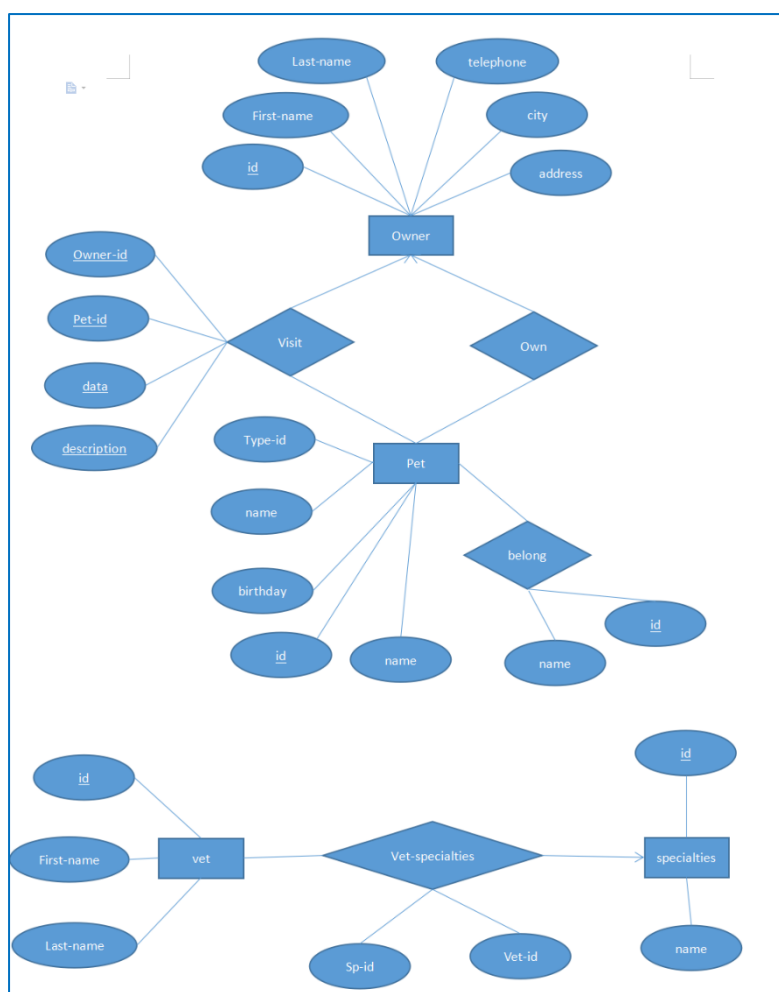 Last-name
telephone
First-name
city
id
address
Owner
Owner-id
Pet-id
Visit
Own
data
description
Type-id
Pet
name
belong
birthday
id
name
name
id
id
id
First-name
vet
Vet-specialties
specialties
Last-name
Sp-id
Vet-id
name